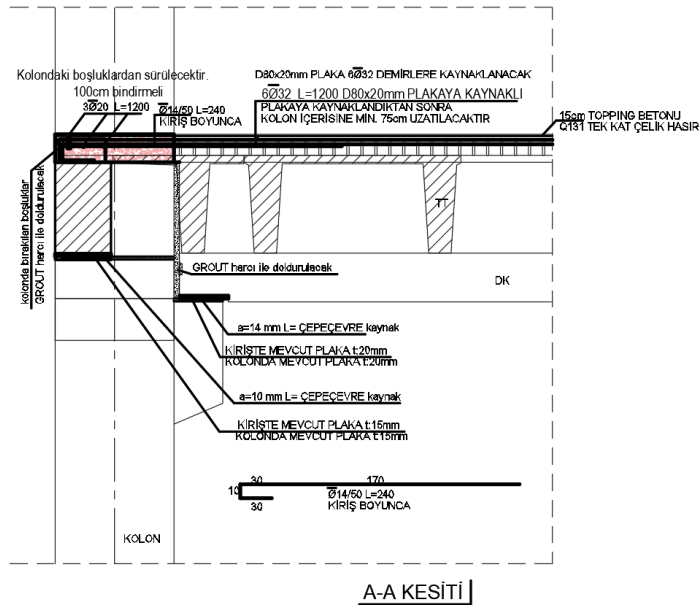 Kolondaki boşluklardan sürülecektir.
100cm bindirmeli
3Ø20 L=1200
Ø14/50 L=240
KİRİŞ BOYUNCA
D80x20mm PLAKA 6Ø32 DEMİRLERE KAYNAKLANACAK
6Ø32 L=1200 D80x20mm PLAKAYA KAYNAKLI
PLAKAYA KAYNAKLANDIKTAN SONRA
KOLON İÇERİSİNE MİN. 75cm UZATILACAKTIR
15cm TOPPING BETONU
Q131 TEK KAT ÇELİK HASIR
kolonda bırakılan boşluklar
GROUT harcı ile doldurulacak
TT
GROUT harcı ile doldurulacak
DK
a=14 mm L= ÇEPEÇEVRE kaynak
KİRİŞTE MEVCUT PLAKA t:20mm
KOLONDA MEVCUT PLAKA t:20mm
a=10 mm L= ÇEPEÇEVRE kaynak
KİRİŞTE MEVCUT PLAKA t:15mm
KOLONDA MEVCUT PLAKA t:15mm
30
170
10
Ø14/50 L=240
30
KİRİŞ BOYUNCA
KOLON
A-A KESİTİ